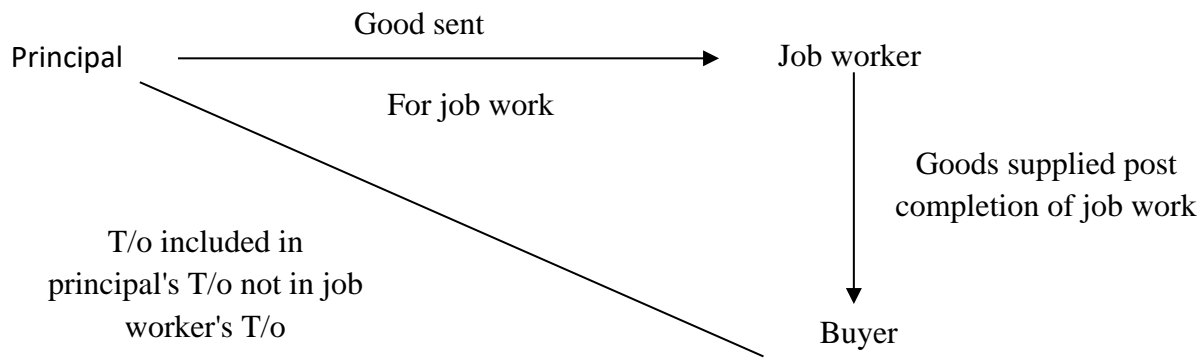 Good sent
Principal
Job worker
For job work
Goods supplied post
completion of job work
T/o included in
principal's T/o not in job
worker's T/o
Buyer